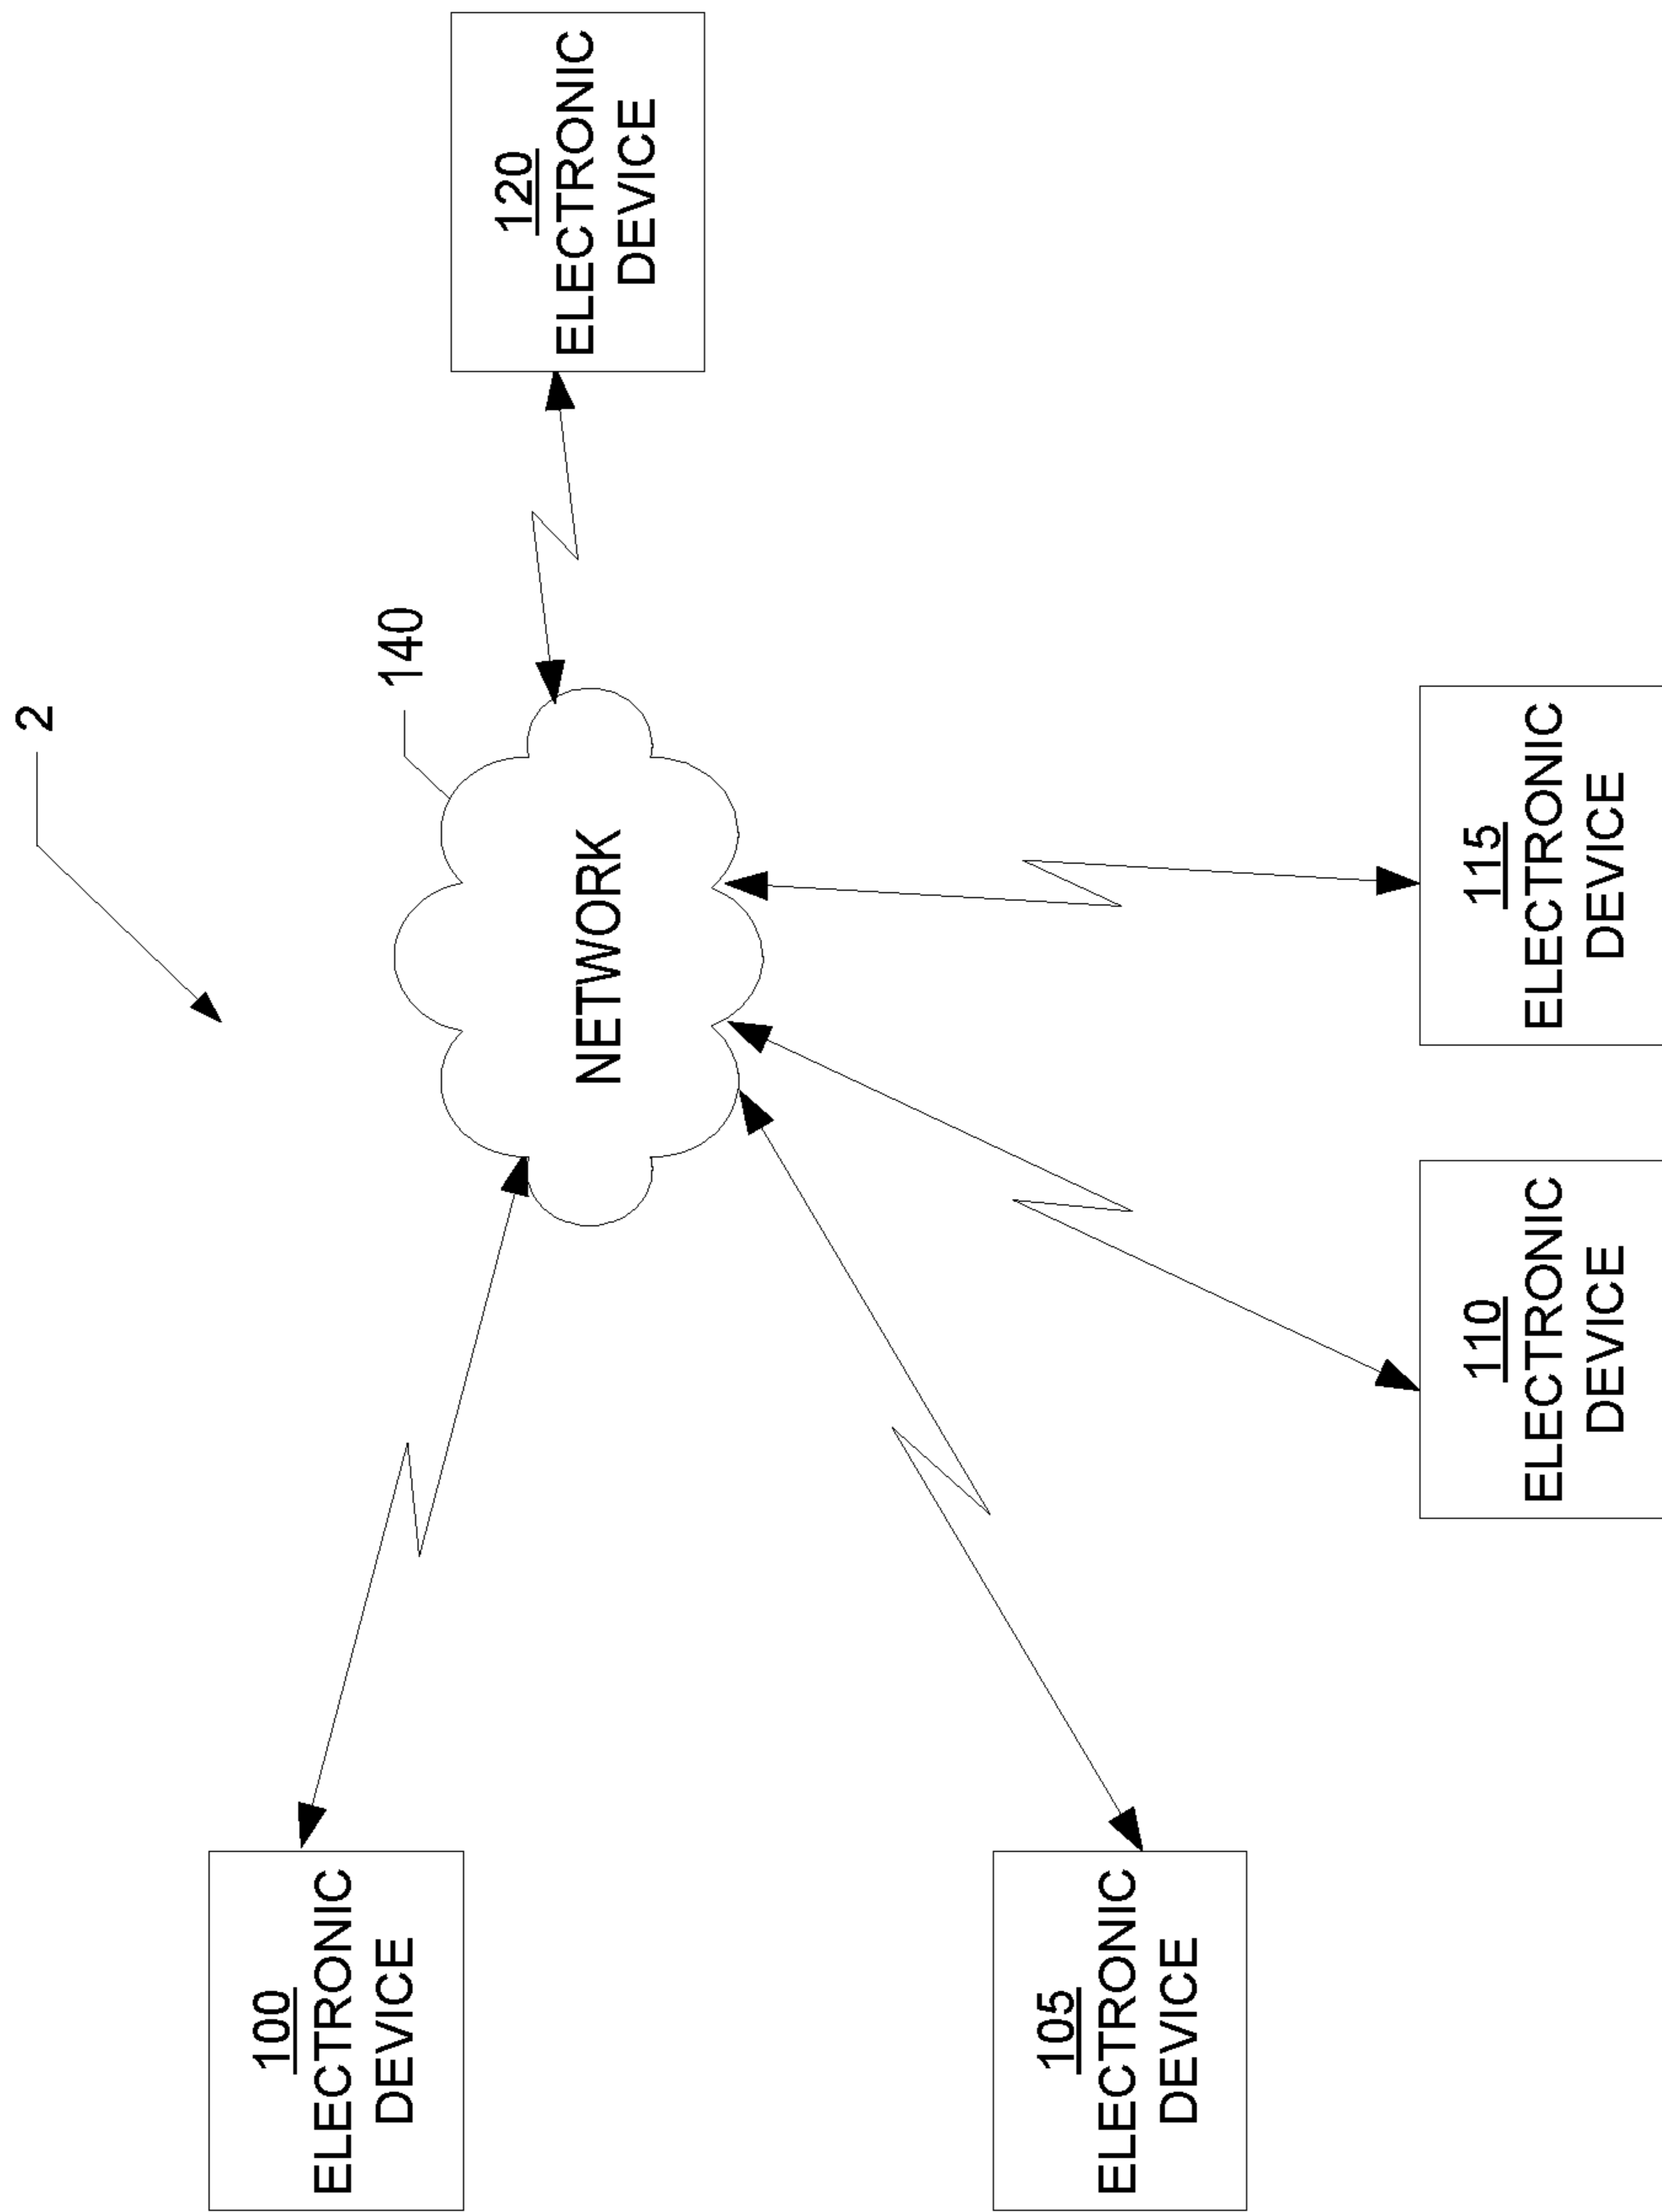 2
140
NETWORK
100
ELECTRONIC
DEVICE
120
ELECTRONIC
DEVICE
105
ELECTRONIC
DEVICE
110
ELECTRONIC
DEVICE
115
ELECTRONIC
DEVICE